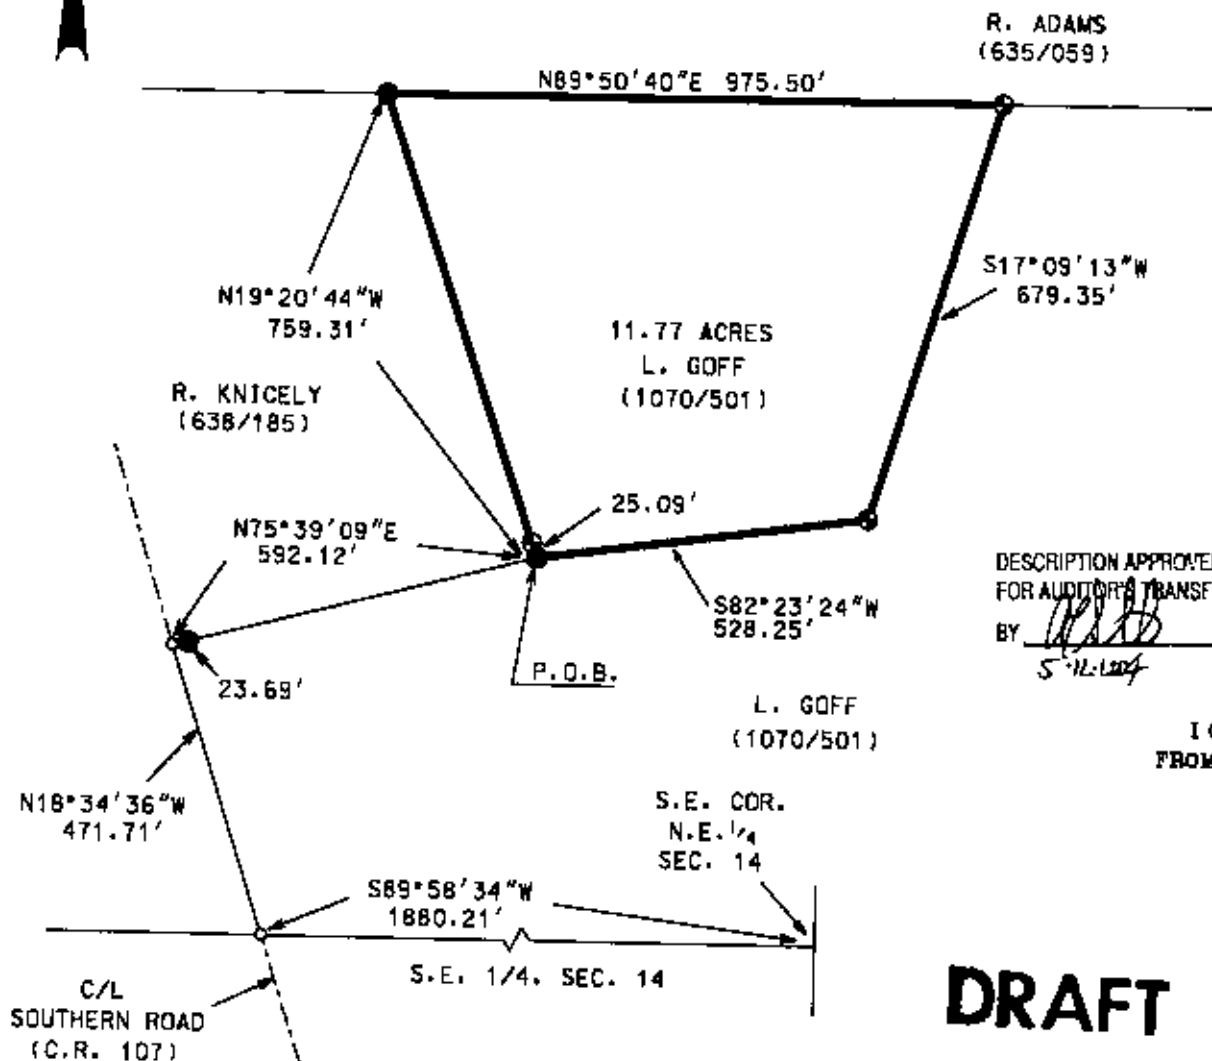 R. ADAMS
(635/059)
N89°50'40"E 975.50'
S17°09'13"W
679.35'
N19°20'44"W
759.31'
11.77 ACRES
L. GOFF
(1070/501)
R. KNICELY
(638/185)
25.09'
N75°39'09"E
592.12'
DESCRIPTION APPROVE
FOR AUDITOR'S TRANSF
BY
S82°23'24"W
528.25'
P.O.B.
23.69'
L. GOFF
(1070/501)
I
FROM
N18°34'36"W
471.71'
S.E. COR.
N.E. 1/4
SEC. 14
S89°58'34"W
1880.21'
S.E. 1/4. SEC. 14
C/L
SOUTHERN ROAD
(C.R. 107)
DRAFT